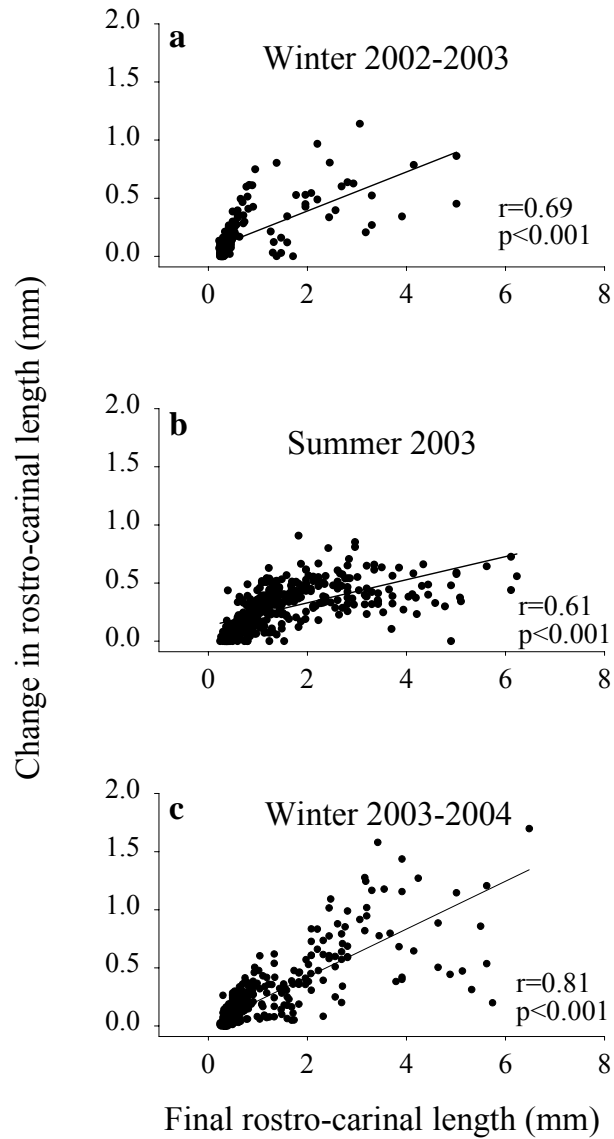 Change in rostro-carinal length (mm)
a
Winter 2002-2003
2.0
1.5
1.0
0.5
0.0
r=0.69
p<0.001
0 2 4 6 8
b
Summer 2003
2.0
1.5
1.0
0.5
0.0
r=0.61
p<0.001
0 2 4 6 8
c
Winter 2003-2004
2.0
1.5
1.0
0.5
0.0
r=0.81
p<0.001
0 2 4 6 8
Final rostro-carinal length (mm)